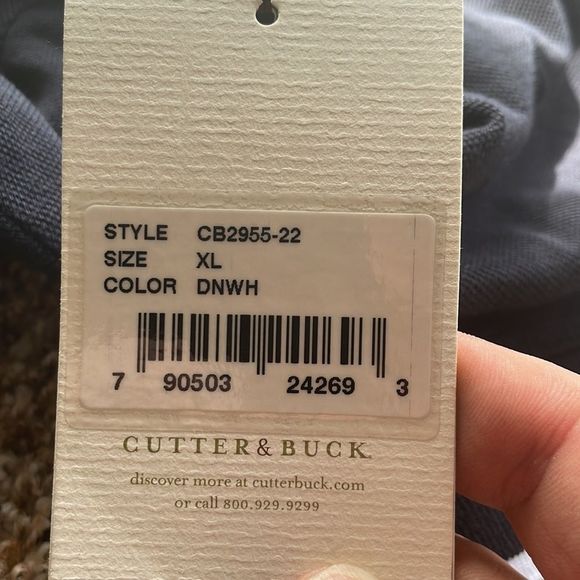 STYLE CB2955-22
SIZE XL
COLOR DNWH
7 90503 24269 3
CUTTER & BUCK
discover more at cutterbuck.com
or call 800.929.9299